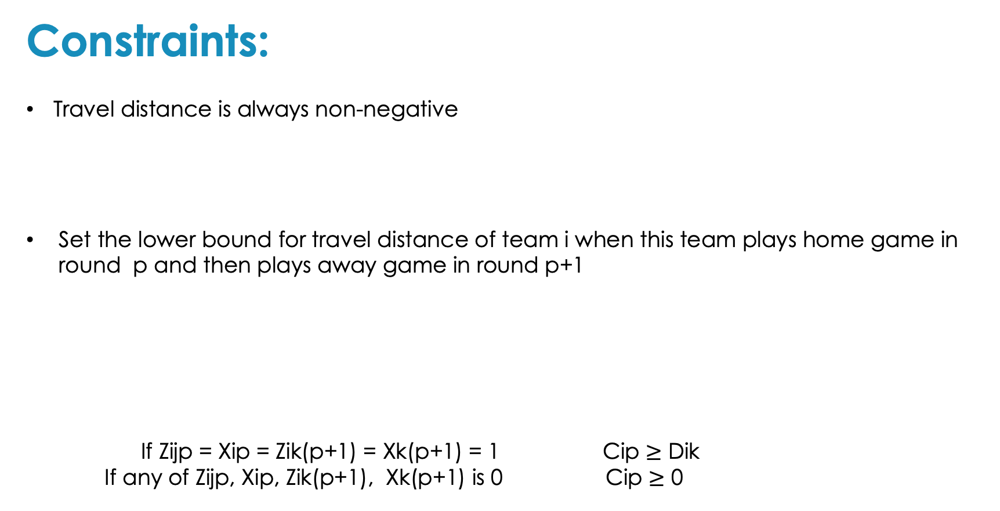 Constraints:
• Travel distance is always non-negative
• Set the lower bound for travel distance of team i when this team plays home game in
round p and then plays away game in round p+1
If Zijp = Xip = Zik(p+1) = Xk(p+1) = 1 Cip ≥ Dik
If any of Zijp, Xip, Zik(p+1), Xk(p+1) is 0 Cip ≥ 0